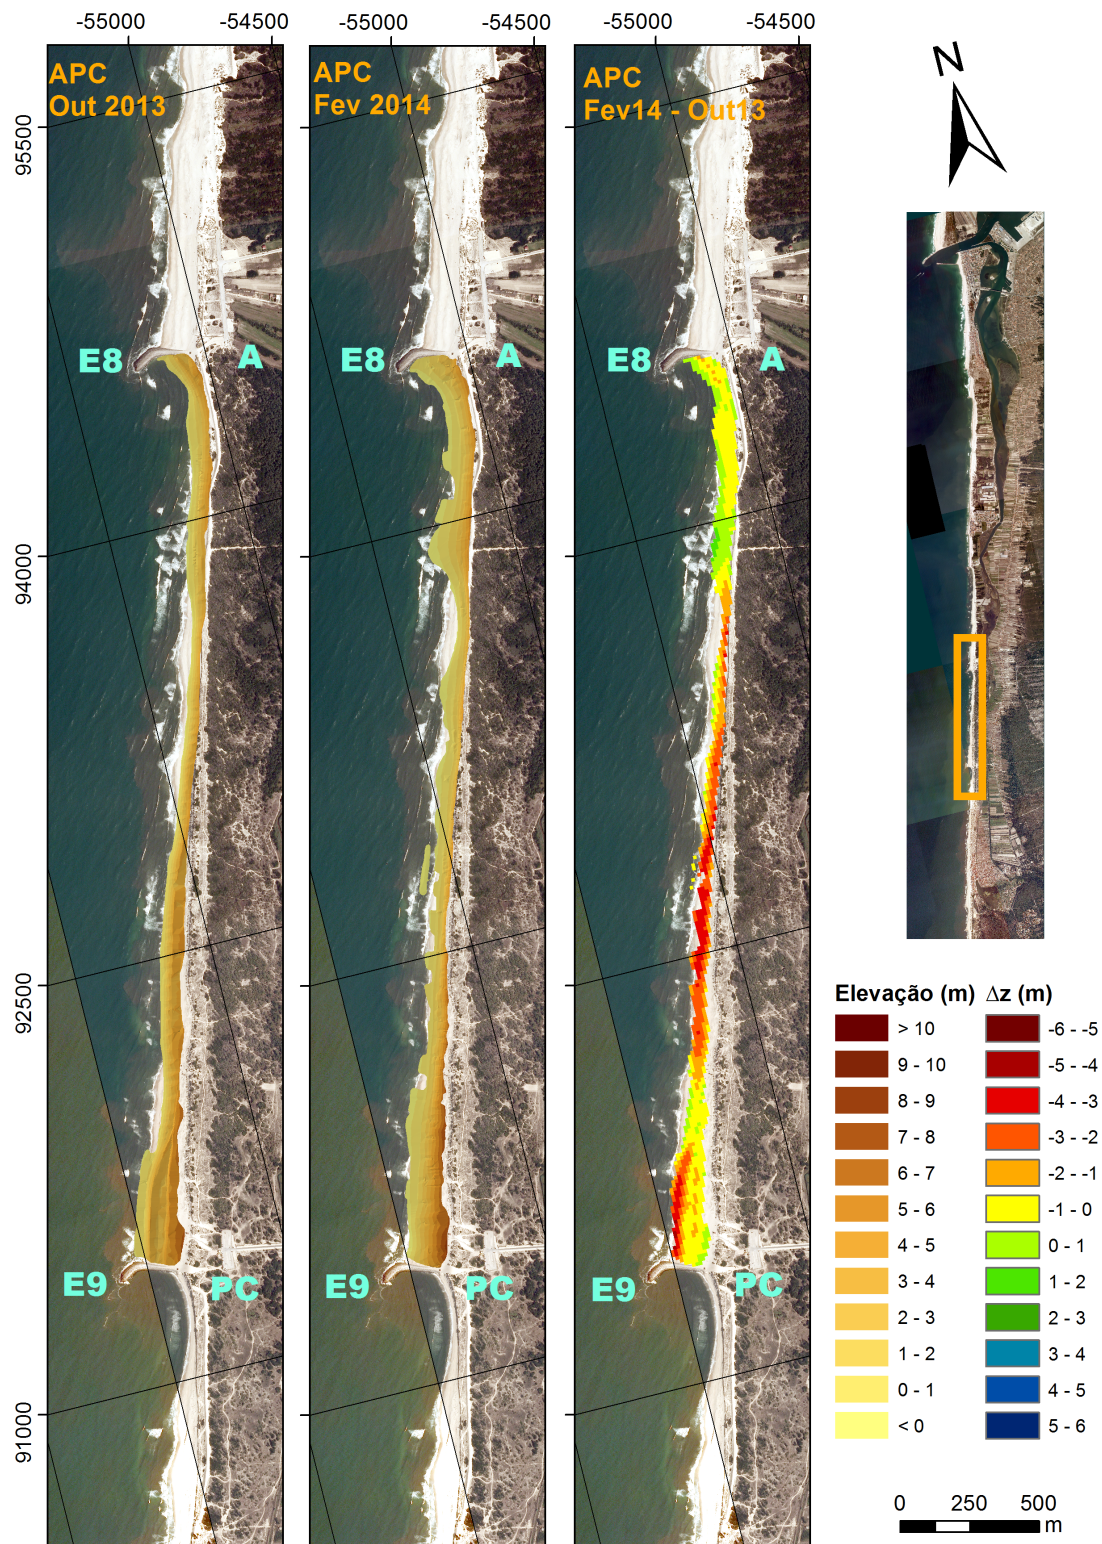 -55000
-54500
-55000
-54500
-55000
-54500
95500
94000
92500
91000
APC
Out 2013
E8
A
E9
PC
APC
Fev 2014
E8
A
E9
PC
APC
Fev14 - Out13
E8
A
E9
PC
N
Elevação (m)
> 10
9 - 10
8 - 9
7 - 8
6 - 7
5 - 6
4 - 5
3 - 4
2 - 3
1 - 2
0 - 1
< 0
Δz (m)
-6 - -5
-5 - -4
-4 - -3
-3 - -2
-2 - -1
-1 - 0
0 - 1
1 - 2
2 - 3
3 - 4
4 - 5
5 - 6
0 250 500
m